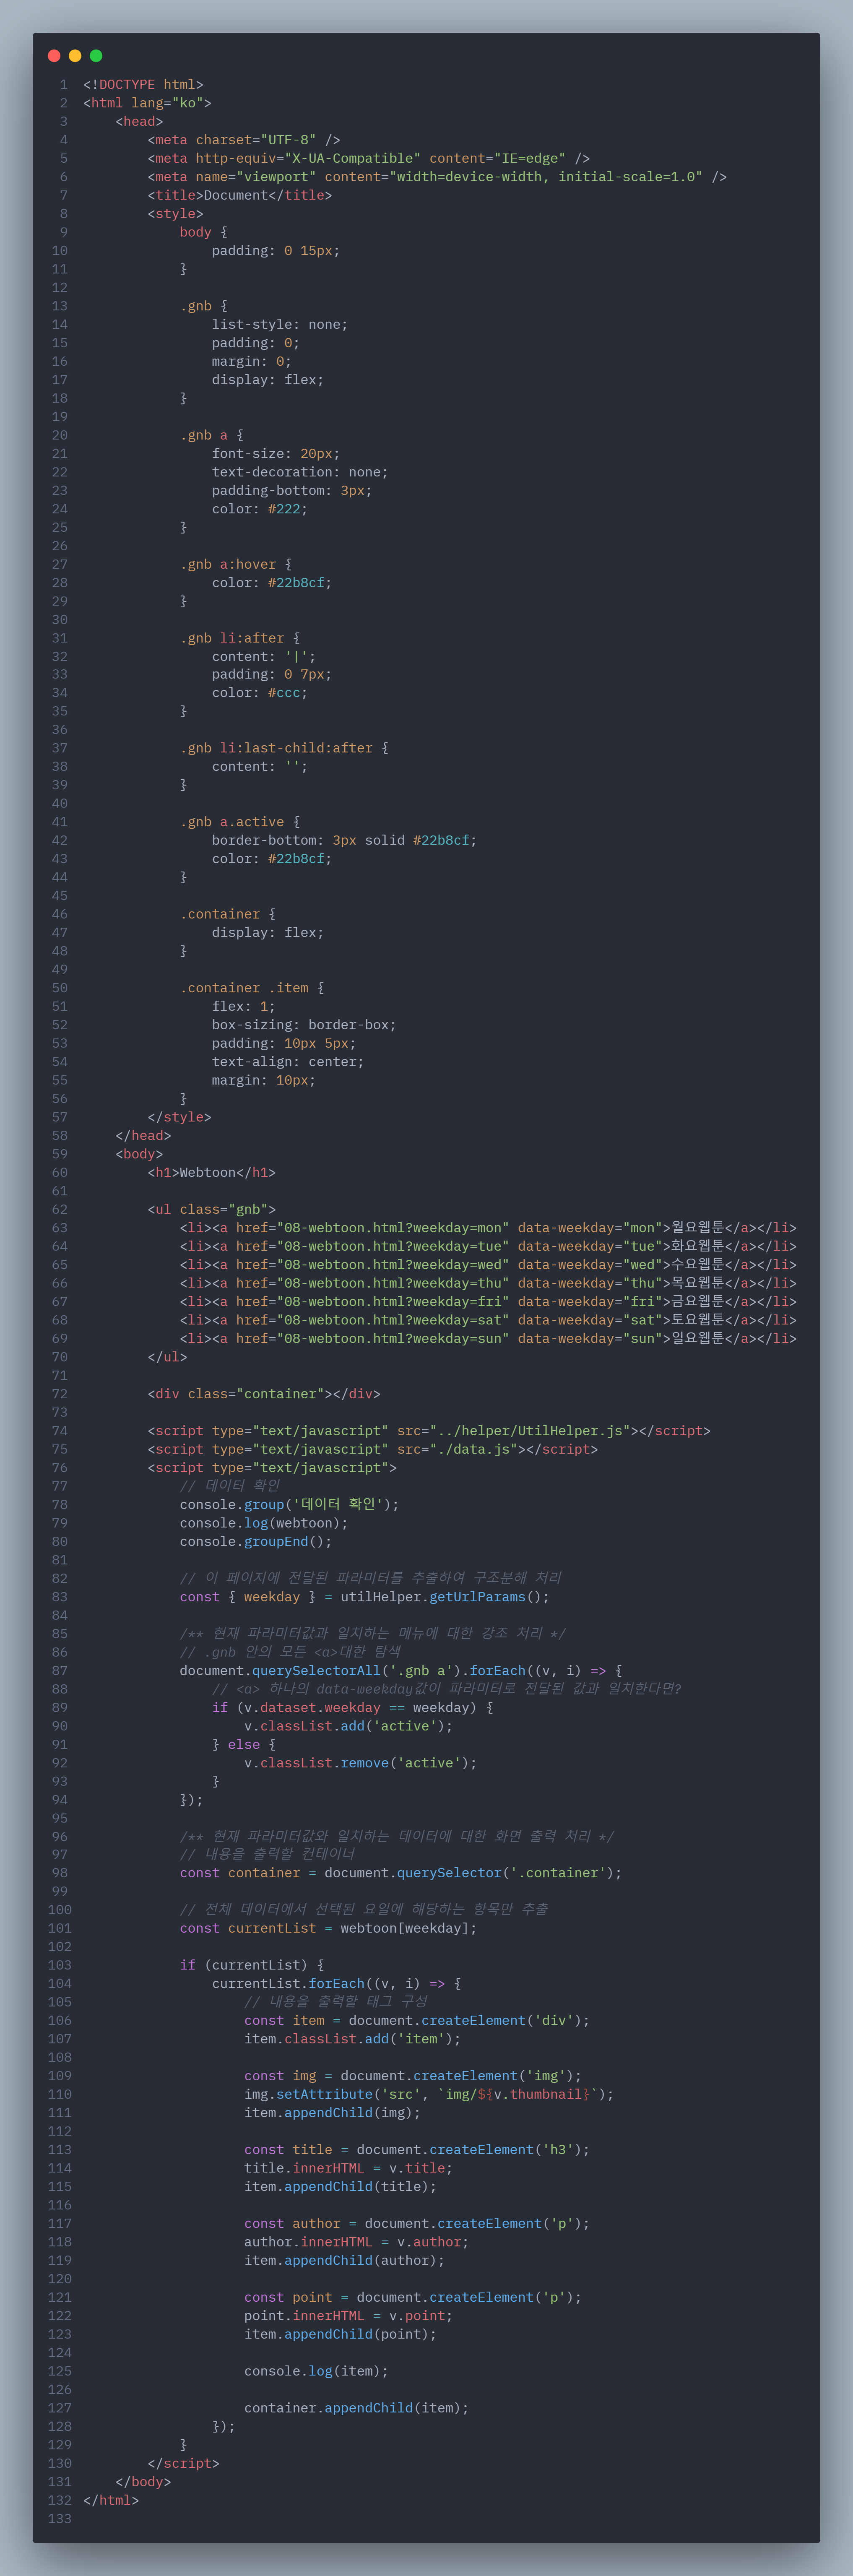 1 <!DOCTYPE html>
2 <html lang="ko">
3     <head>
4         <meta charset="UTF-8" />
5         <meta http-equiv="X-UA-Compatible" content="IE=edge" />
6         <meta name="viewport" content="width=device-width, initial-scale=1.0" />
7         <title>Document</title>
8         <style>
9             body {
10                 padding: 0 15px;
11             }
12
13             .gnb {
14                 list-style: none;
15                 padding: 0;
16                 margin: 0;
17                 display: flex;
18             }
19
20             .gnb a {
21                 font-size: 20px;
22                 text-decoration: none;
23                 padding-bottom: 3px;
24                 color: #222;
25             }
26
27             .gnb a:hover {
28                 color: #22b8cf;
29             }
30
31             .gnb li:after {
32                 content: '|';
33                 padding: 0 7px;
34                 color: #ccc;
35             }
36
37             .gnb li:last-child:after {
38                 content: '';
39             }
40
41             .gnb a.active {
42                 border-bottom: 3px solid #22b8cf;
43                 color: #22b8cf;
44             }
45
46             .container {
47                 display: flex;
48             }
49
50             .container .item {
51                 flex: 1;
52                 box-sizing: border-box;
53                 padding: 10px 5px;
54                 text-align: center;
55                 margin: 10px;
56             }
57         </style>
58     </head>
59     <body>
60         <h1>Webtoon</h1>
61
62         <ul class="gnb">
63             <li><a href="08-webtoon.html?weekday=mon" data-weekday="mon">월요웹툰</a></li>
64             <li><a href="08-webtoon.html?weekday=tue" data-weekday="tue">화요웹툰</a></li>
65             <li><a href="08-webtoon.html?weekday=wed" data-weekday="wed">수요웹툰</a></li>
66             <li><a href="08-webtoon.html?weekday=thu" data-weekday="thu">목요웹툰</a></li>
67             <li><a href="08-webtoon.html?weekday=fri" data-weekday="fri">금요웹툰</a></li>
68             <li><a href="08-webtoon.html?weekday=sat" data-weekday="sat">토요웹툰</a></li>
69             <li><a href="08-webtoon.html?weekday=sun" data-weekday="sun">일요웹툰</a></li>
70         </ul>
71
72         <div class="container"></div>
73
74         <script type="text/javascript" src="../helper/UtilHelper.js"></script>
75         <script type="text/javascript" src="./data.js"></script>
76         <script type="text/javascript">
77             // 데이터 확인
78             console.group('데이터 확인');
79             console.log(webtoon);
80             console.groupEnd();
81
82             // 이 페이지에 전달된 파라미터를 추출하여 구조분해 처리
83             const { weekday } = utilHelper.getUrlParams();
84
85             /** 현재 파라미터값과 일치하는 메뉴에 대한 강조 처리 */
86             // .gnb 안의 모든 <a>대한 탐색
87             document.querySelectorAll('.gnb a').forEach((v, i) => {
88                 // <a> 하나의 data-weekday값이 파라미터로 전달된 값과 일치한다면?
89                 if (v.dataset.weekday == weekday) {
90                     v.classList.add('active');
91                 } else {
92                     v.classList.remove('active');
93                 }
94             });
95
96             /** 현재 파라미터값와 일치하는 데이터에 대한 화면 출력 처리 */
97             // 내용을 출력할 컨테이너
98             const container = document.querySelector('.container');
99
100             // 전체 데이터에서 선택된 요일에 해당하는 항목만 추출
101             const currentList = webtoon[weekday];
102
103             if (currentList) {
104                 currentList.forEach((v, i) => {
105                     // 내용을 출력할 태그 구성
106                     const item = document.createElement('div');
107                     item.classList.add('item');
108
109                     const img = document.createElement('img');
110                     img.setAttribute('src', `img/${v.thumbnail}`);
111                     item.appendChild(img);
112
113                     const title = document.createElement('h3');
114                     title.innerHTML = v.title;
115                     item.appendChild(title);
116
117                     const author = document.createElement('p');
118                     author.innerHTML = v.author;
119                     item.appendChild(author);
120
121                     const point = document.createElement('p');
122                     point.innerHTML = v.point;
123                     item.appendChild(point);
124
125                     console.log(item);
126
127                     container.appendChild(item);
128                 });
129             }
130         </script>
131     </body>
132 </html>
133